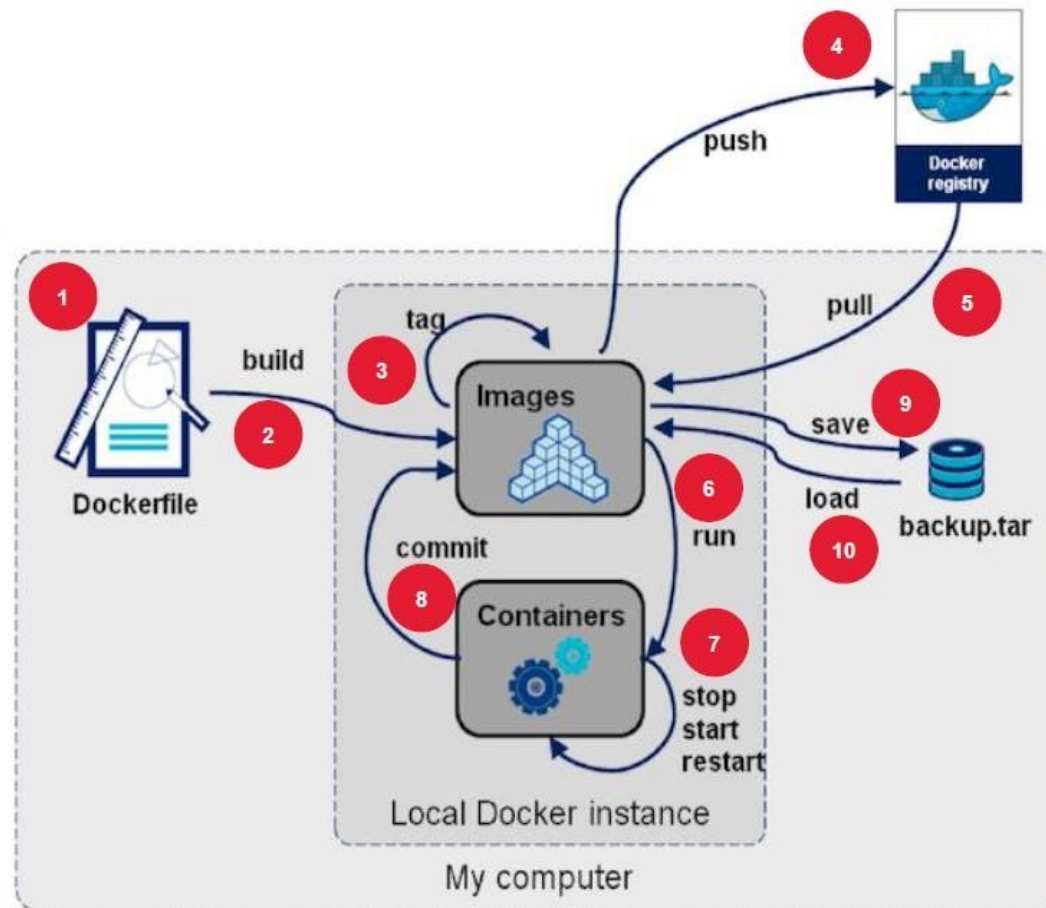 4
push
Docker
registry
1
tag
pull
5
build
3
Images
2
save
9
Dockerfile
6
load
backup.tar
run
commit
10
8
Containers
7
stop
start
restart
Local Docker instance
My computer